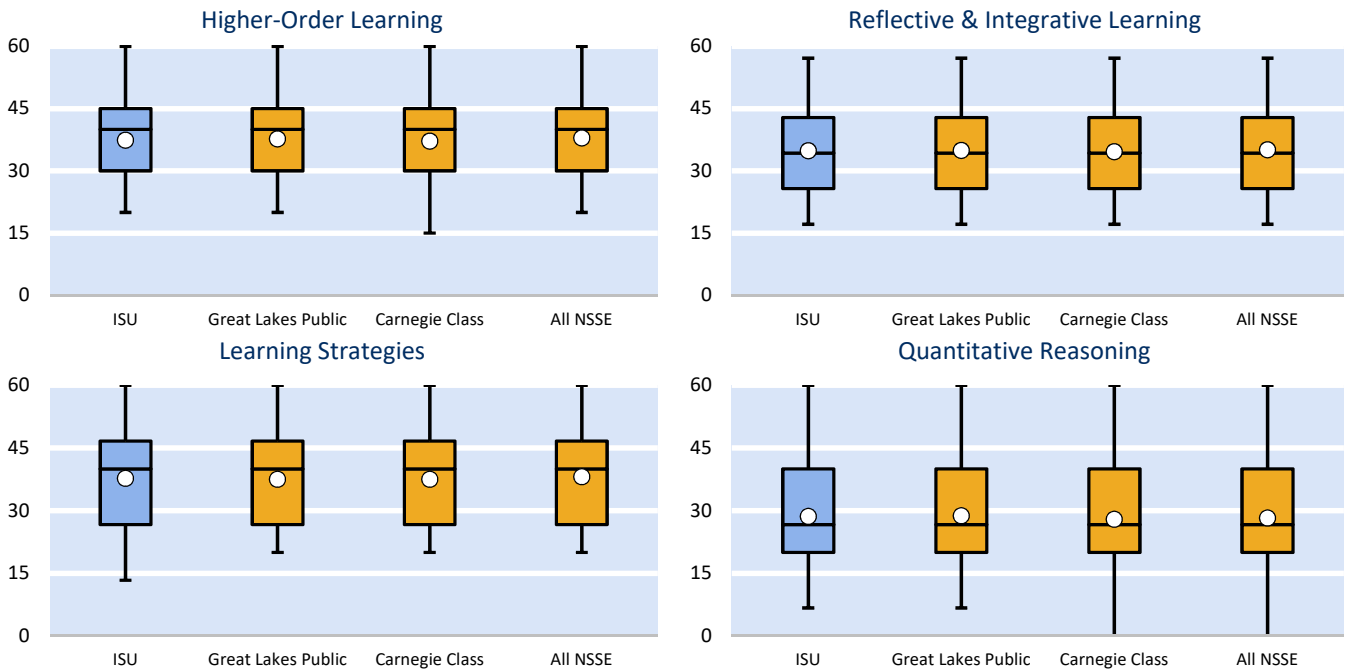 Higher-Order Learning
60
45
30
15
0
ISU Great Lakes Public Carnegie Class All NSSE
Reflective & Integrative Learning
60
45
30
15
0
ISU Great Lakes Public Carnegie Class All NSSE
Learning Strategies
60
45
30
15
0
ISU Great Lakes Public Carnegie Class All NSSE
Quantitative Reasoning
60
45
30
15
0
ISU Great Lakes Public Carnegie Class All NSSE